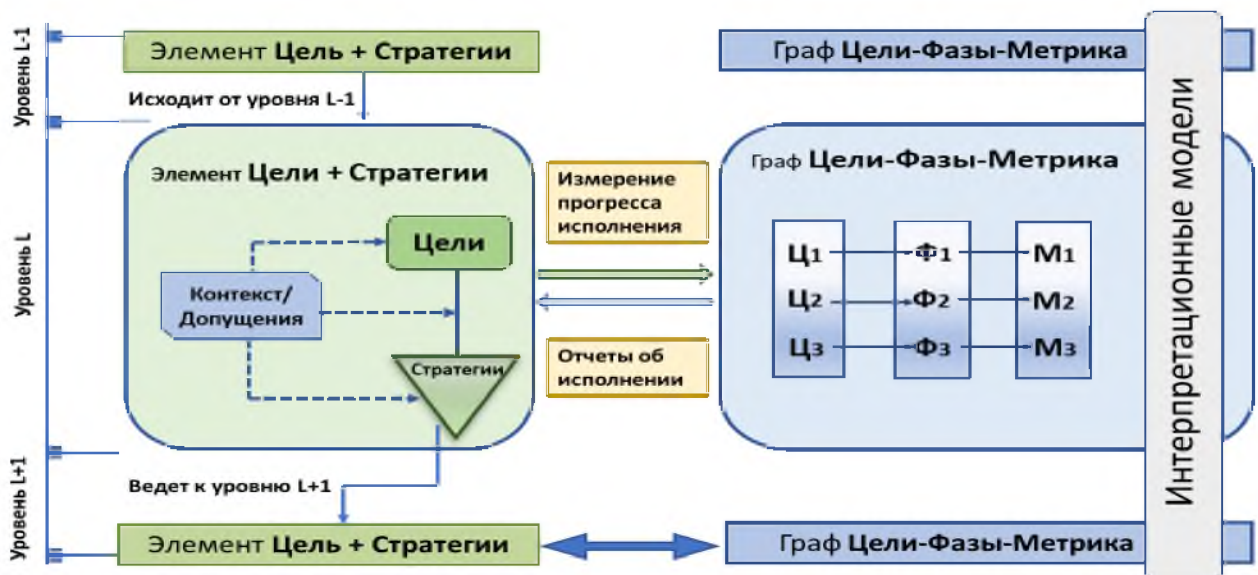 Уровень L-1
Элемент Цель + Стратегии
Граф Цели-Фазы-Метрика
Исходит от уровня L-1
Уровень L
Элемент Цели + Стратегии
Цели
Контекст/
Допущения
Стратегии
Измерение
прогресса
исполнения
Отчеты об
исполнении
Граф Цели-Фазы-Метрика
Ц1 Ф1 М1
Ц2 Ф2 М2
Ц3 Ф3 М3
Интерпретационные модели
Уровень L+1
Ведет к уровню L+1
Элемент Цель + Стратегии
Граф Цели-Фазы-Метрика